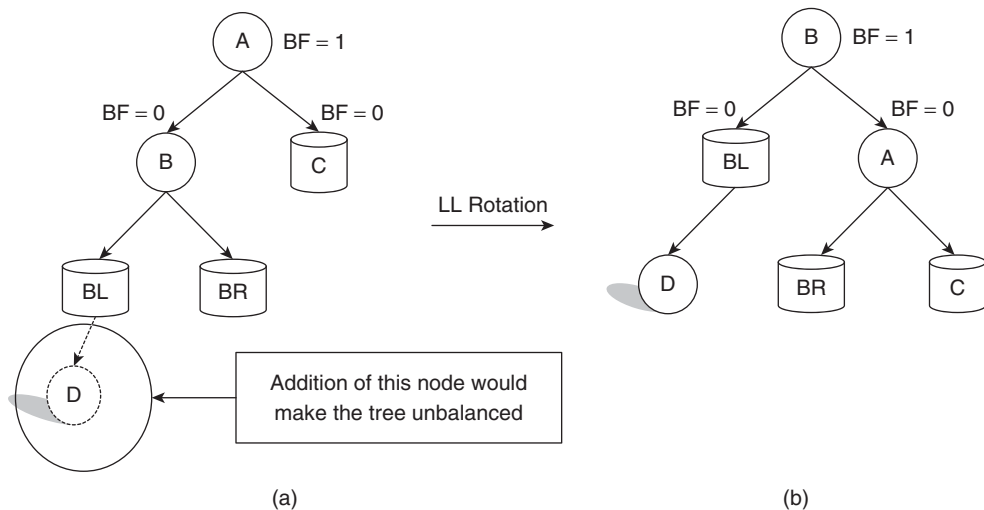 A
BF = 1
BF = 0
BF = 0
B
C
BL
BR
D
Addition of this node would
make the tree unbalanced
(a)
LL Rotation
B
BF = 1
BF = 0
BF = 0
BL
A
D
BR
C
(b)